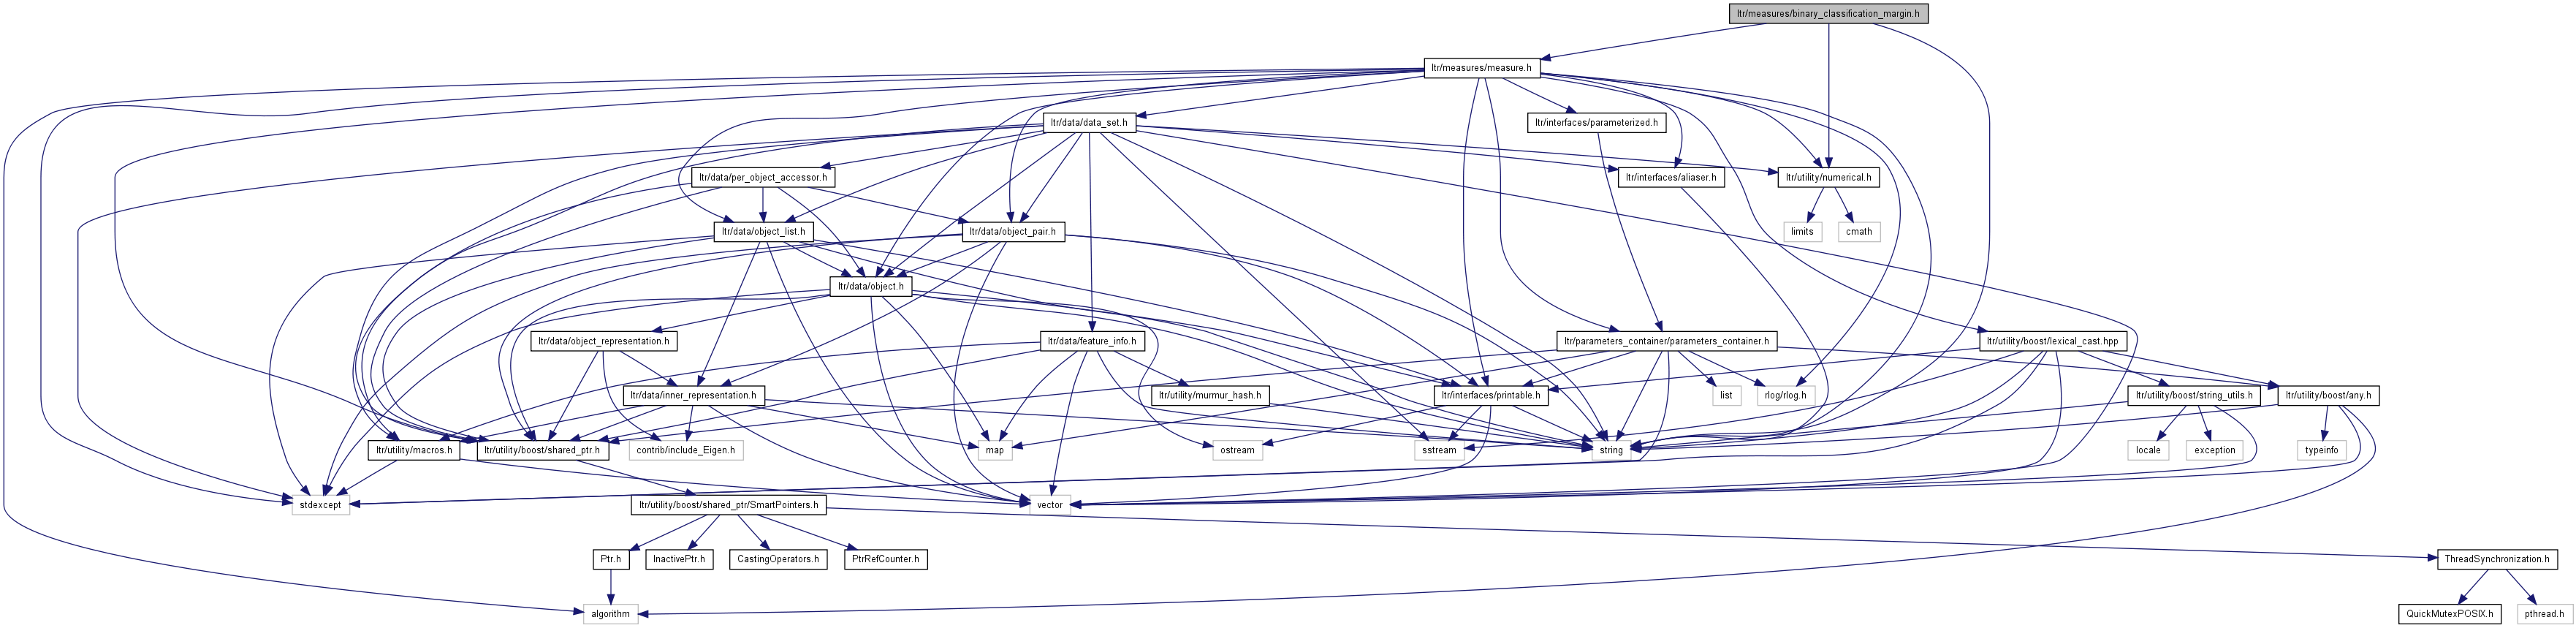 ltr/measures/binary_classification_margin.h
ltr/measures/measure.h
ltr/data/data_set.h
ltr/interfaces/parameterized.h
ltr/data/per_object_accessor.h
ltr/interfaces/aliaser.h
ltr/utility/numerical.h
ltr/data/object_list.h
ltr/data/object_pair.h
limits
cmath
ltr/data/object.h
ltr/data/object_representation.h
ltr/data/feature_info.h
ltr/parameters_container/parameters_container.h
ltr/utility/boost/lexical_cast.hpp
ltr/data/inner_representation.h
ltr/utility/murmur_hash.h
ltr/interfaces/printable.h
list
rlog/rlog.h
ltr/utility/boost/string_utils.h
ltr/utility/boost/any.h
ltr/utility/macros.h
ltr/utility/boost/shared_ptr.h
contrib/include_Eigen.h
map
ostream
sstream
string
locale
exception
typeinfo
stdexcept
ltr/utility/boost/shared_ptr/SmartPointers.h
vector
Ptr.h
InactivePtr.h
CastingOperators.h
PtrRefCounter.h
ThreadSynchronization.h
algorithm
QuickMutexPOSIX.h
pthread.h